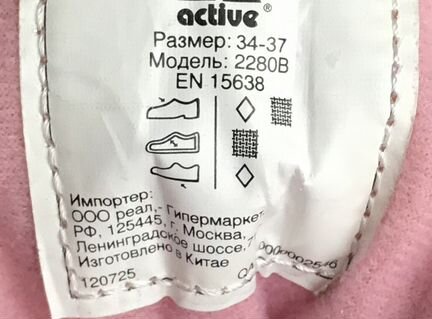 active®
Размер: 34-37
Модель: 2280B
EN 15638
Импортер:
ООО реал,- Гипермаркет
РФ, 125445, г. Москва,
Ленинградское шоссе,
Изготовлено в Китае
120725